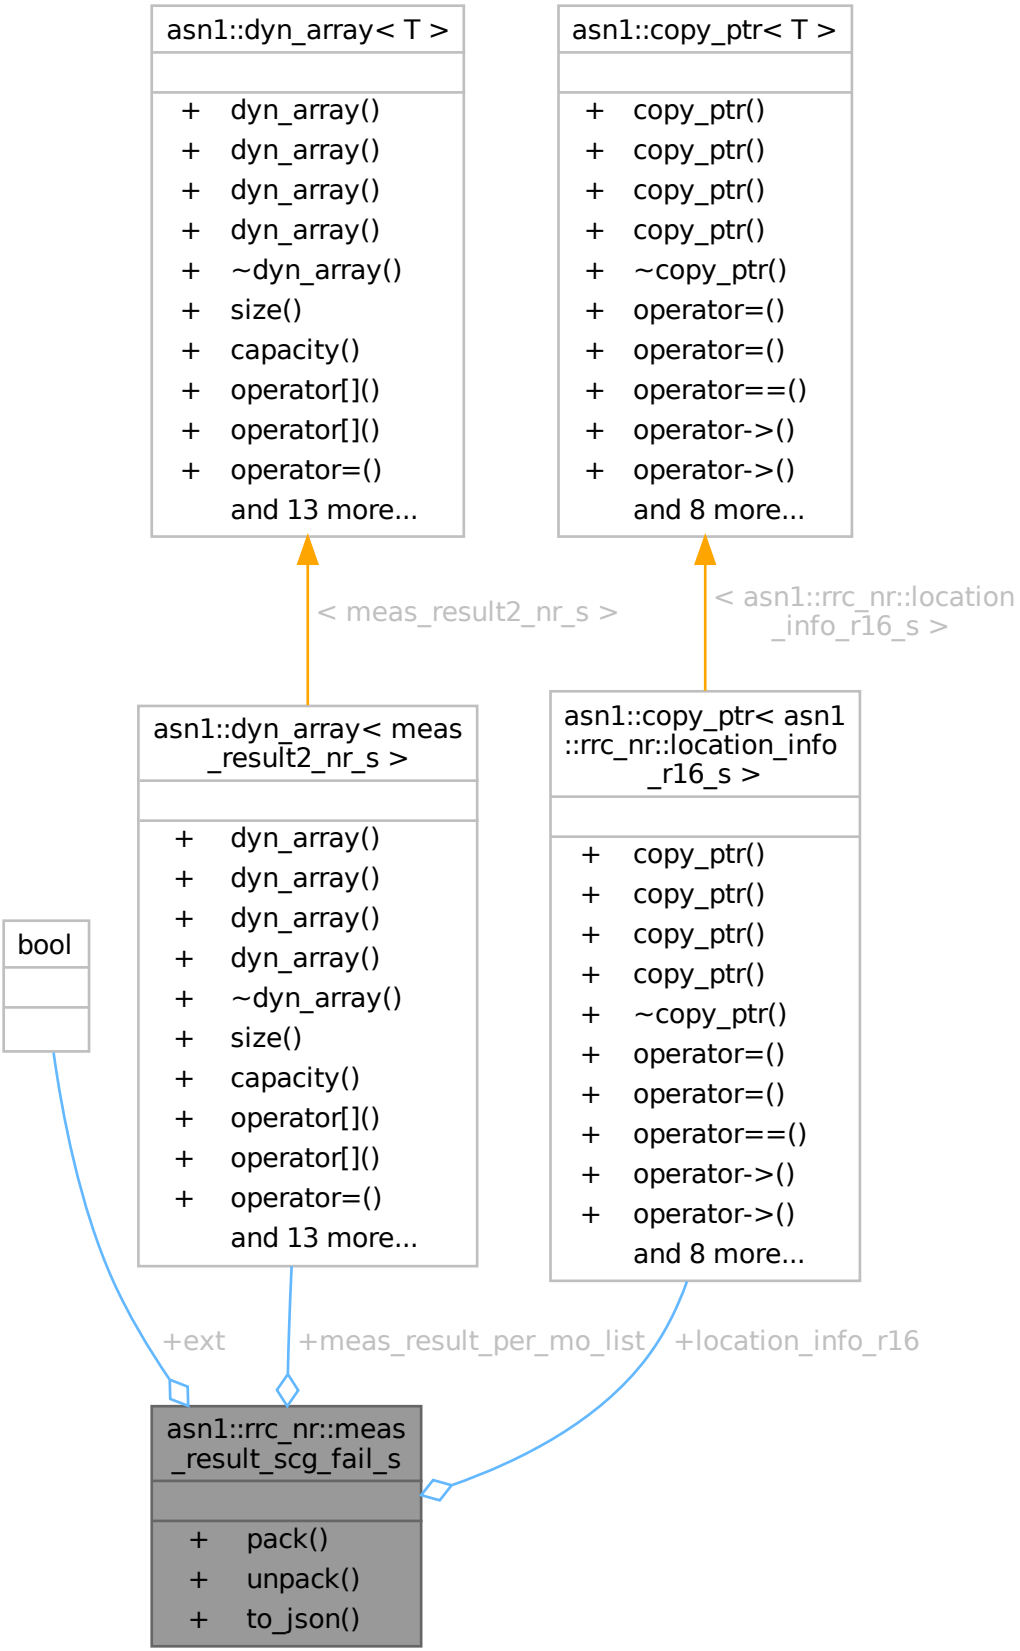 asn1::dyn_array< T >
+ dyn_array()
+ dyn_array()
+ dyn_array()
+ dyn_array()
+ ~dyn_array()
+ size()
+ capacity()
+ operator[]()
+ operator[]()
+ operator=()
and 13 more...
asn1::copy_ptr< T >
+ copy_ptr()
+ copy_ptr()
+ copy_ptr()
+ copy_ptr()
+ ~copy_ptr()
+ operator=()
+ operator=()
+ operator==()
+ operator->()
+ operator->()
and 8 more...
< meas_result2_nr_s >
< asn1::rrc_nr::location
_info_r16_s >
asn1::dyn_array< meas
_result2_nr_s >
+ dyn_array()
+ dyn_array()
+ dyn_array()
+ dyn_array()
+ ~dyn_array()
+ size()
+ capacity()
+ operator[]()
+ operator[]()
+ operator=()
and 13 more...
asn1::copy_ptr< asn1
::rrc_nr::location_info
_r16_s >
+ copy_ptr()
+ copy_ptr()
+ copy_ptr()
+ copy_ptr()
+ ~copy_ptr()
+ operator=()
+ operator=()
+ operator==()
+ operator->()
+ operator->()
and 8 more...
bool
+ext
+meas_result_per_mo_list
+location_info_r16
asn1::rrc_nr::meas
_result_scg_fail_s
+ pack()
+ unpack()
+ to_json()